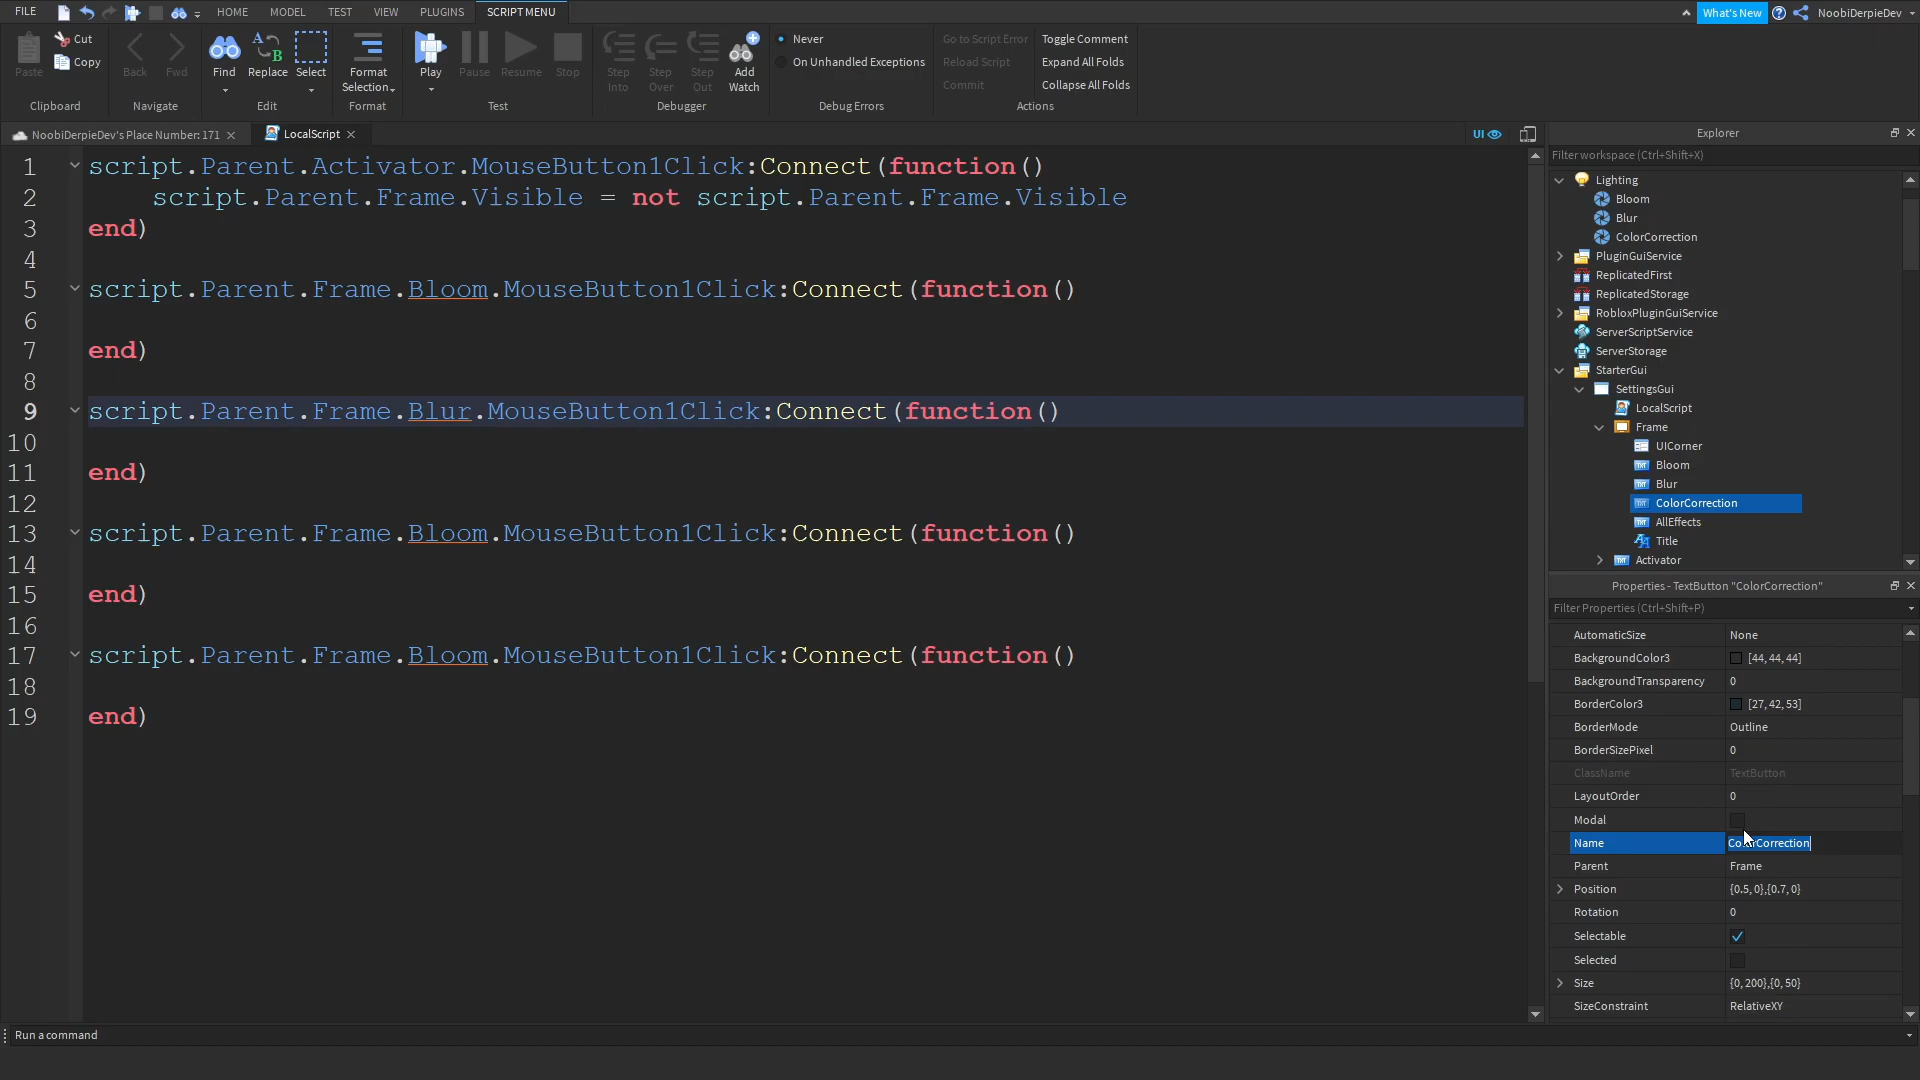 FILE HOME MODEL TEST VIEW PLUGINS SCRIPT MENU What's New NoobiDerpieDev
Paste Cut Copy Back Fwd Find Replace Select Format Selection Play Pause Resume Stop Step Into Step Over Step Out Add Watch
Never
On Unhandled Exceptions
Go to Script Error Toggle Comment
Reload Script Expand All Folds
Commit Collapse All Folds
Clipboard Navigate Edit Format Test Debugger Debug Errors Actions
NoobiDerpieDev's Place Number: 171 LocalScript UI
1 script.Parent.Activator.MouseButton1Click:Connect(function()
2 script.Parent.Frame.Visible = not script.Parent.Frame.Visible
3 end)
4
5 script.Parent.Frame.Bloom.MouseButton1Click:Connect(function()
6
7 end)
8
9 script.Parent.Frame.Blur.MouseButton1Click:Connect(function()
10
11 end)
12
13 script.Parent.Frame.Bloom.MouseButton1Click:Connect(function()
14
15 end)
16
17 script.Parent.Frame.Bloom.MouseButton1Click:Connect(function()
18
19 end)
Explorer
Filter workspace (Ctrl+Shift+X)
Lighting
Bloom
Blur
ColorCorrection
PluginGuiService
ReplicatedFirst
ReplicatedStorage
RobloxPluginGuiService
ServerScriptService
ServerStorage
StarterGui
SettingsGui
LocalScript
Frame
UICorner
TXT Bloom
TXT Blur
TXT ColorCorrection
TXT AllEffects
Title
TXT Activator
Properties - TextButton "ColorCorrection"
Filter Properties (Ctrl+Shift+P)
AutomaticSize None
BackgroundColor3 [44, 44, 44]
BackgroundTransparency 0
BorderColor3 [27, 42, 53]
BorderMode Outline
BorderSizePixel 0
ClassName TextButton
LayoutOrder 0
Modal
Name ColorCorrection
Parent Frame
Position {0.5, 0},{0.7, 0}
Rotation 0
Selectable
Selected
Size {0, 200},{0, 50}
SizeConstraint RelativeXY
Run a command